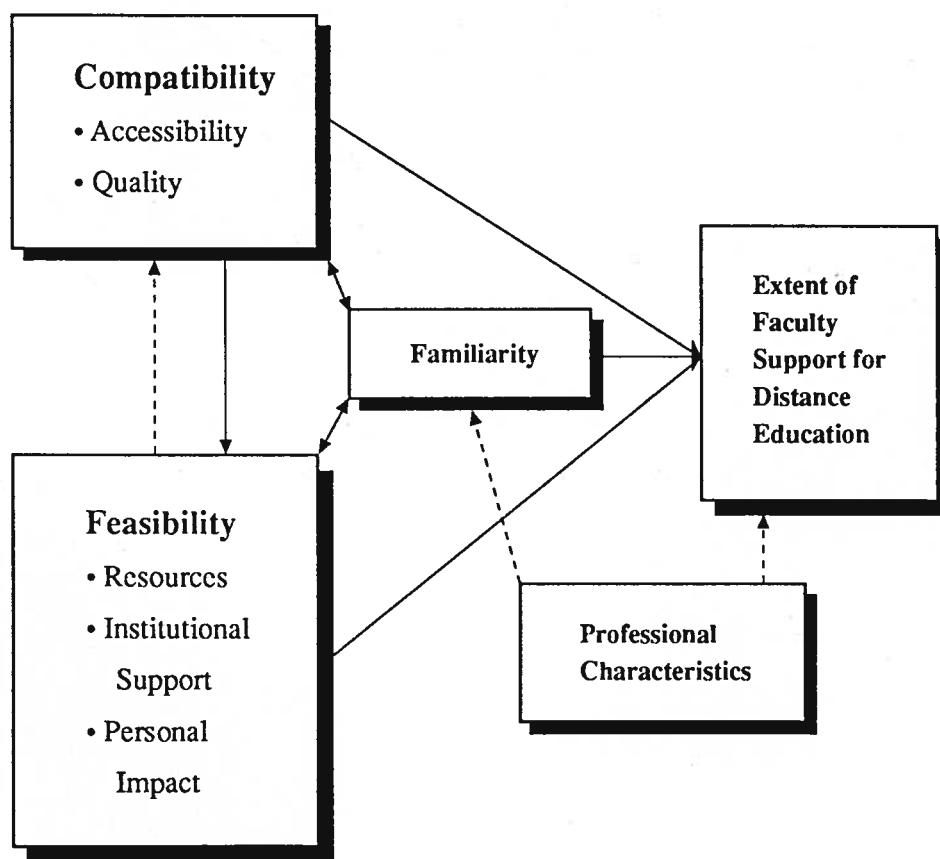 Compatibility
• Accessibility
• Quality
Familiarity
Extent of
Faculty
Support for
Distance
Education
Feasibility
• Resources
• Institutional
Support
• Personal
Impact
Professional
Characteristics